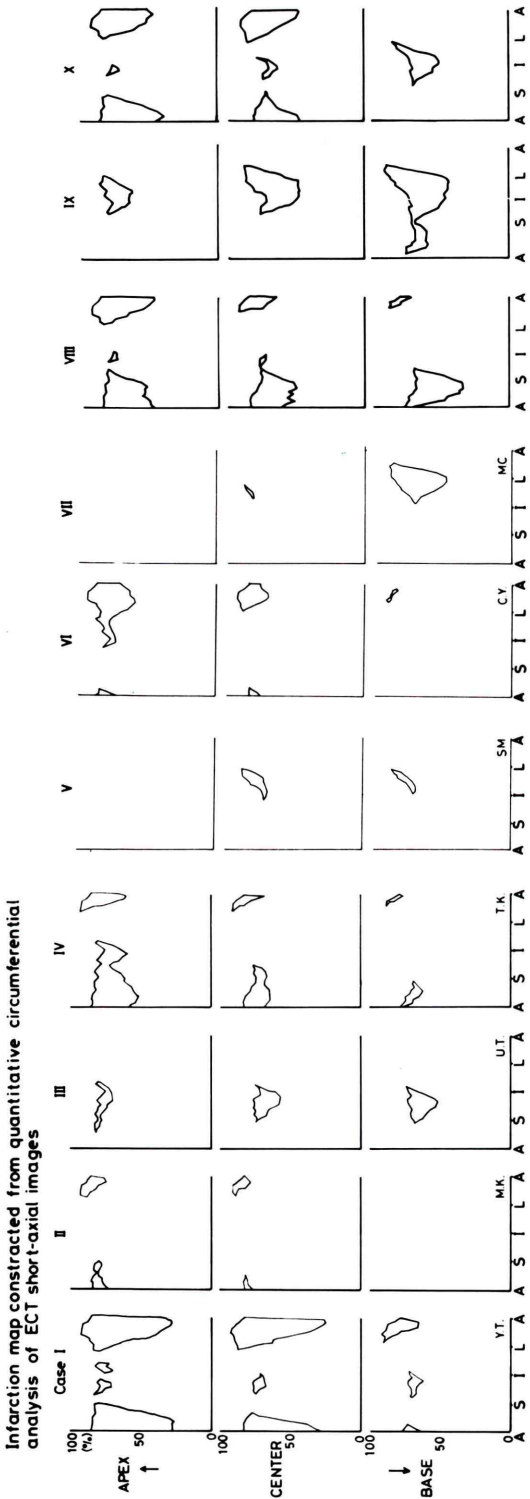 Infarction map constracted from quantitative circumferential
analysis of ECT short-axial images
Case I II III IV V VI VII VIII IX X
100
(%)
APEX 50
0
100
CENTER 50
0
100
BASE 50
0
Y.T. M.K. U.T. T.K. S.M C.Y. M.C
A S I L A A S I L A A S I L A A S I L A A S I L A A S I L A A S I L A A S I L A A S I L A A S I L A